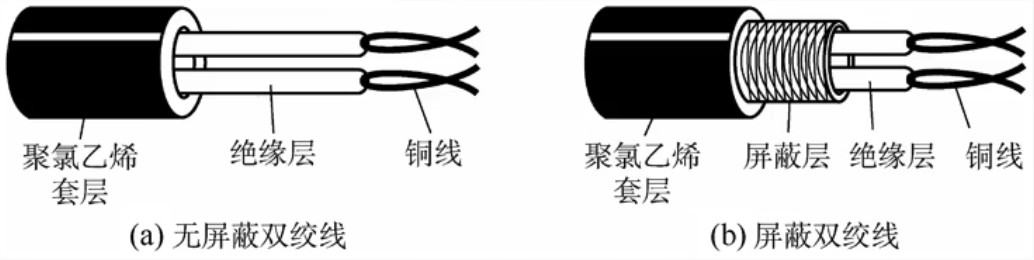 聚氯乙烯
套层
绝缘层
铜线
(a) 无屏蔽双绞线
聚氯乙烯
套层
屏蔽层
绝缘层
铜线
(b) 屏蔽双绞线